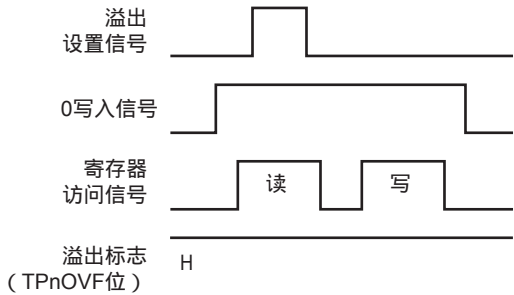 溢出
设置信号
0写入信号
寄存器
访问信号
读
写
溢出标志
（TPnOVF位）
H